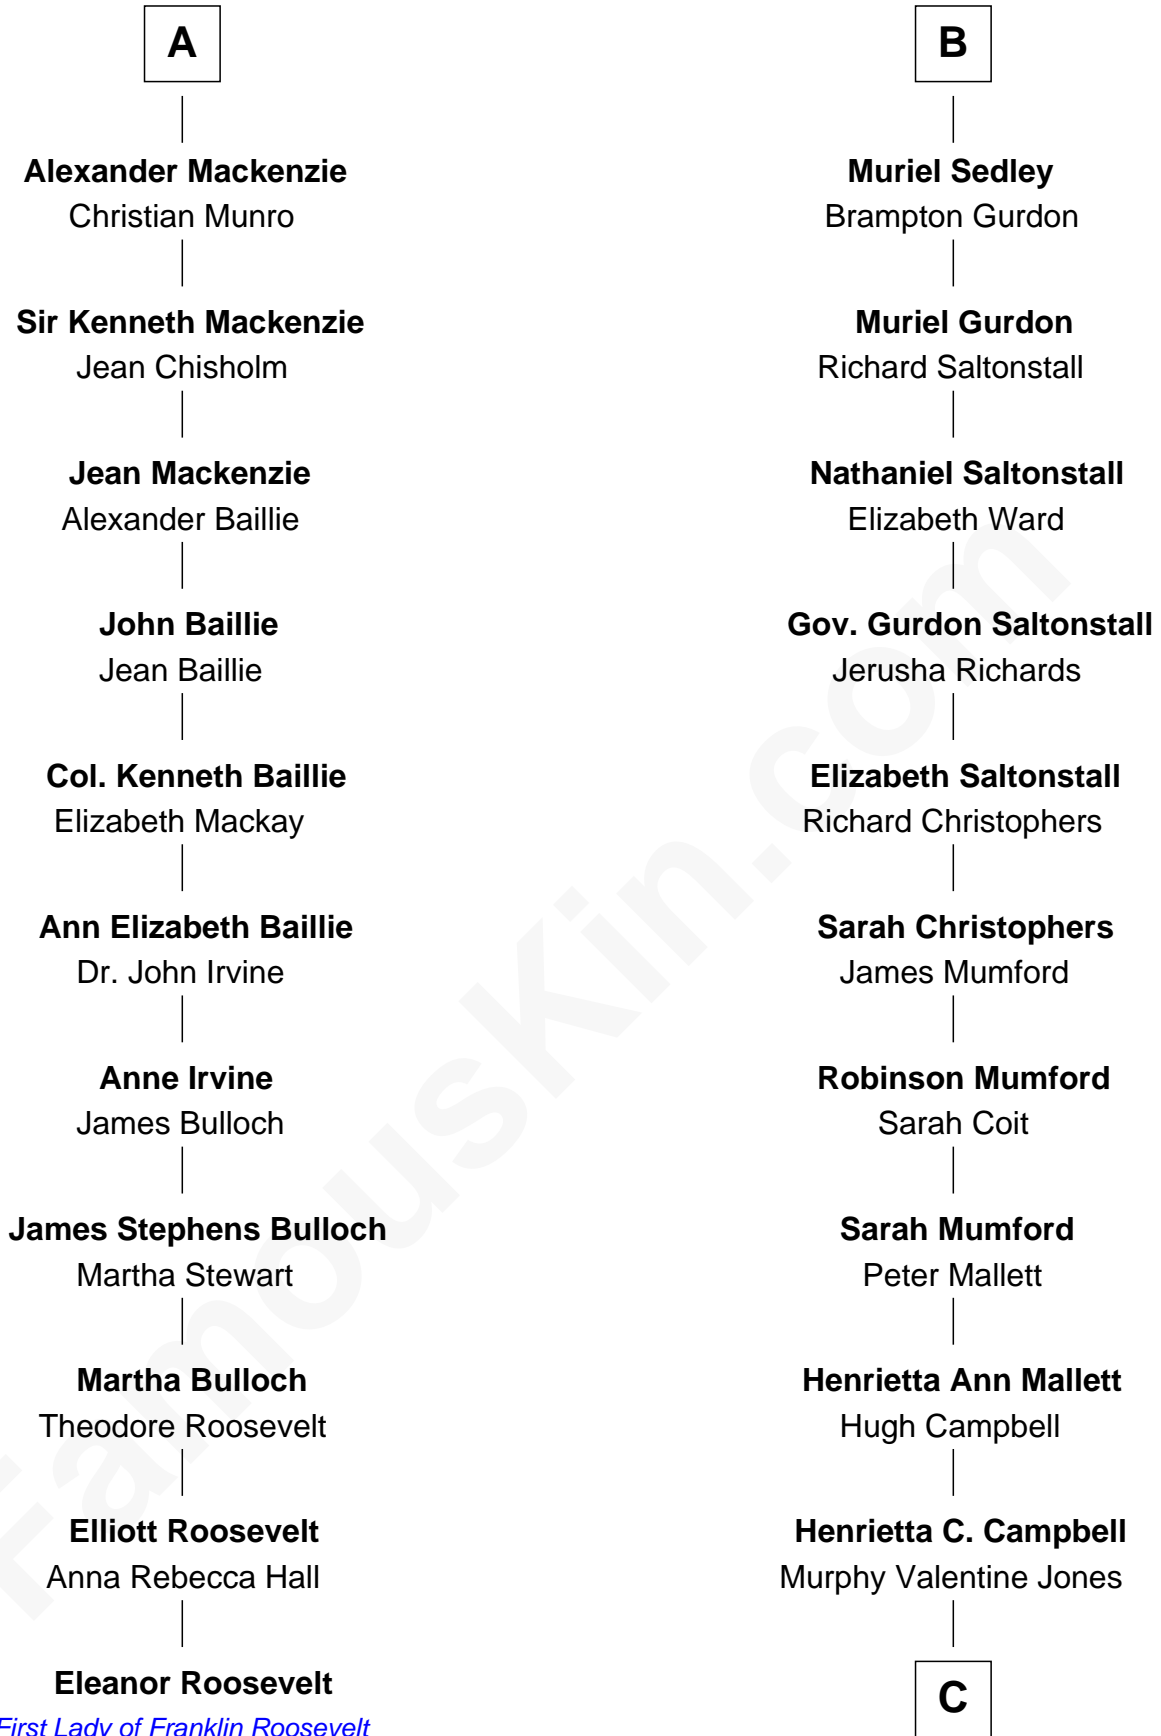 A
Alexander Mackenzie
Christian Munro
Sir Kenneth Mackenzie
Jean Chisholm
Jean Mackenzie
Alexander Baillie
John Baillie
Jean Baillie
Col. Kenneth Baillie
Elizabeth Mackay
Ann Elizabeth Baillie
Dr. John Irvine
Anne Irvine
James Bulloch
James Stephens Bulloch
Martha Stewart
Martha Bulloch
Theodore Roosevelt
Elliott Roosevelt
Anna Rebecca Hall
Eleanor Roosevelt
First Lady of Franklin Roosevelt
B
Muriel Sedley
Brampton Gurdon
Muriel Gurdon
Richard Saltonstall
Nathaniel Saltonstall
Elizabeth Ward
Gov. Gurdon Saltonstall
Jerusha Richards
Elizabeth Saltonstall
Richard Christophers
Sarah Christophers
James Mumford
Robinson Mumford
Sarah Coit
Sarah Mumford
Peter Mallett
Henrietta Ann Mallett
Hugh Campbell
Henrietta C. Campbell
Murphy Valentine Jones
C
FamousKin.com